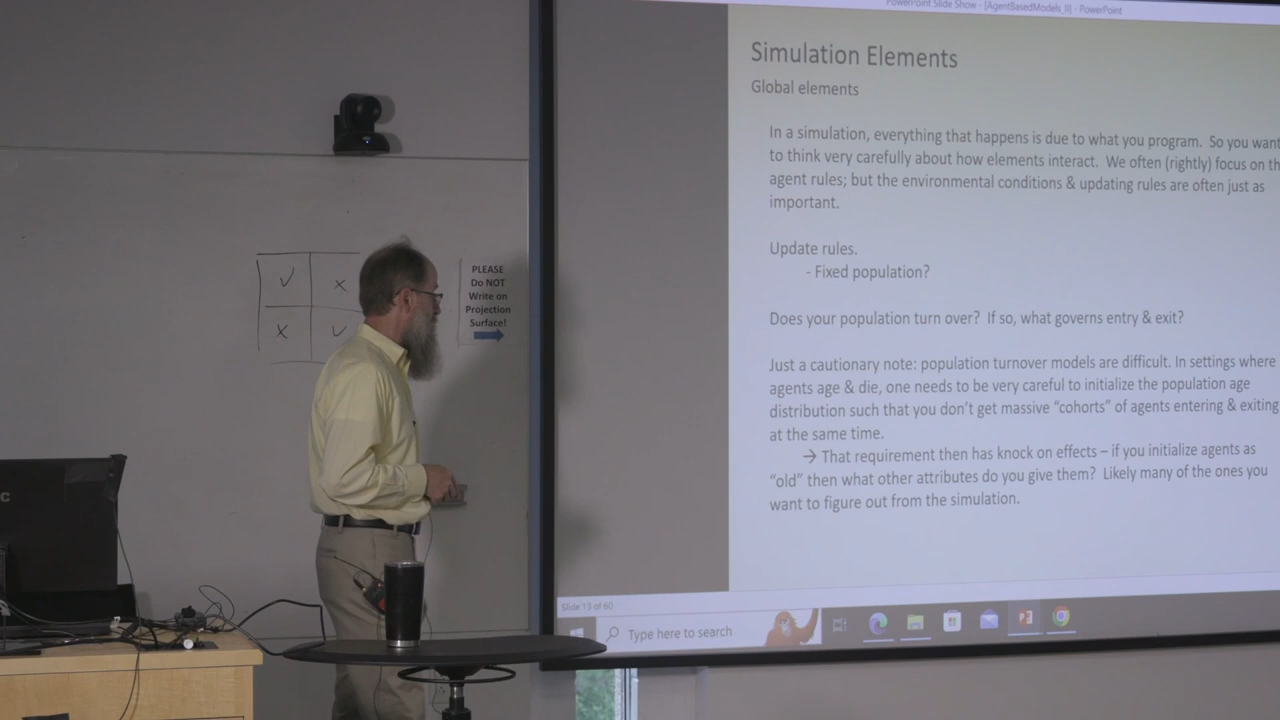 PowerPoint Slide Show - [AgentBasedModels_II] - PowerPoint
Simulation Elements
Global elements
In a simulation, everything that happens is due to what you program. So you want
to think very carefully about how elements interact. We often (rightly) focus on
agent rules; but the environmental conditions & updating rules are often just as
important.
Update rules.
- Fixed population?
Does your population turn over? If so, what governs entry & exit?
Just a cautionary note: population turnover models are difficult. In settings where
agents age & die, one needs to be very careful to initialize the population age
distribution such that you don't get massive "cohorts" of agents entering & exiting
at the same time.
→ That requirement then has knock on effects – if you initialize agents as
"old" then what other attributes do you give them? Likely many of the ones you
want to figure out from the simulation.
Slide 13 of 60
Type here to search
PLEASE
Do NOT
Write on
Projection
Surface!
✓ x
x ✓